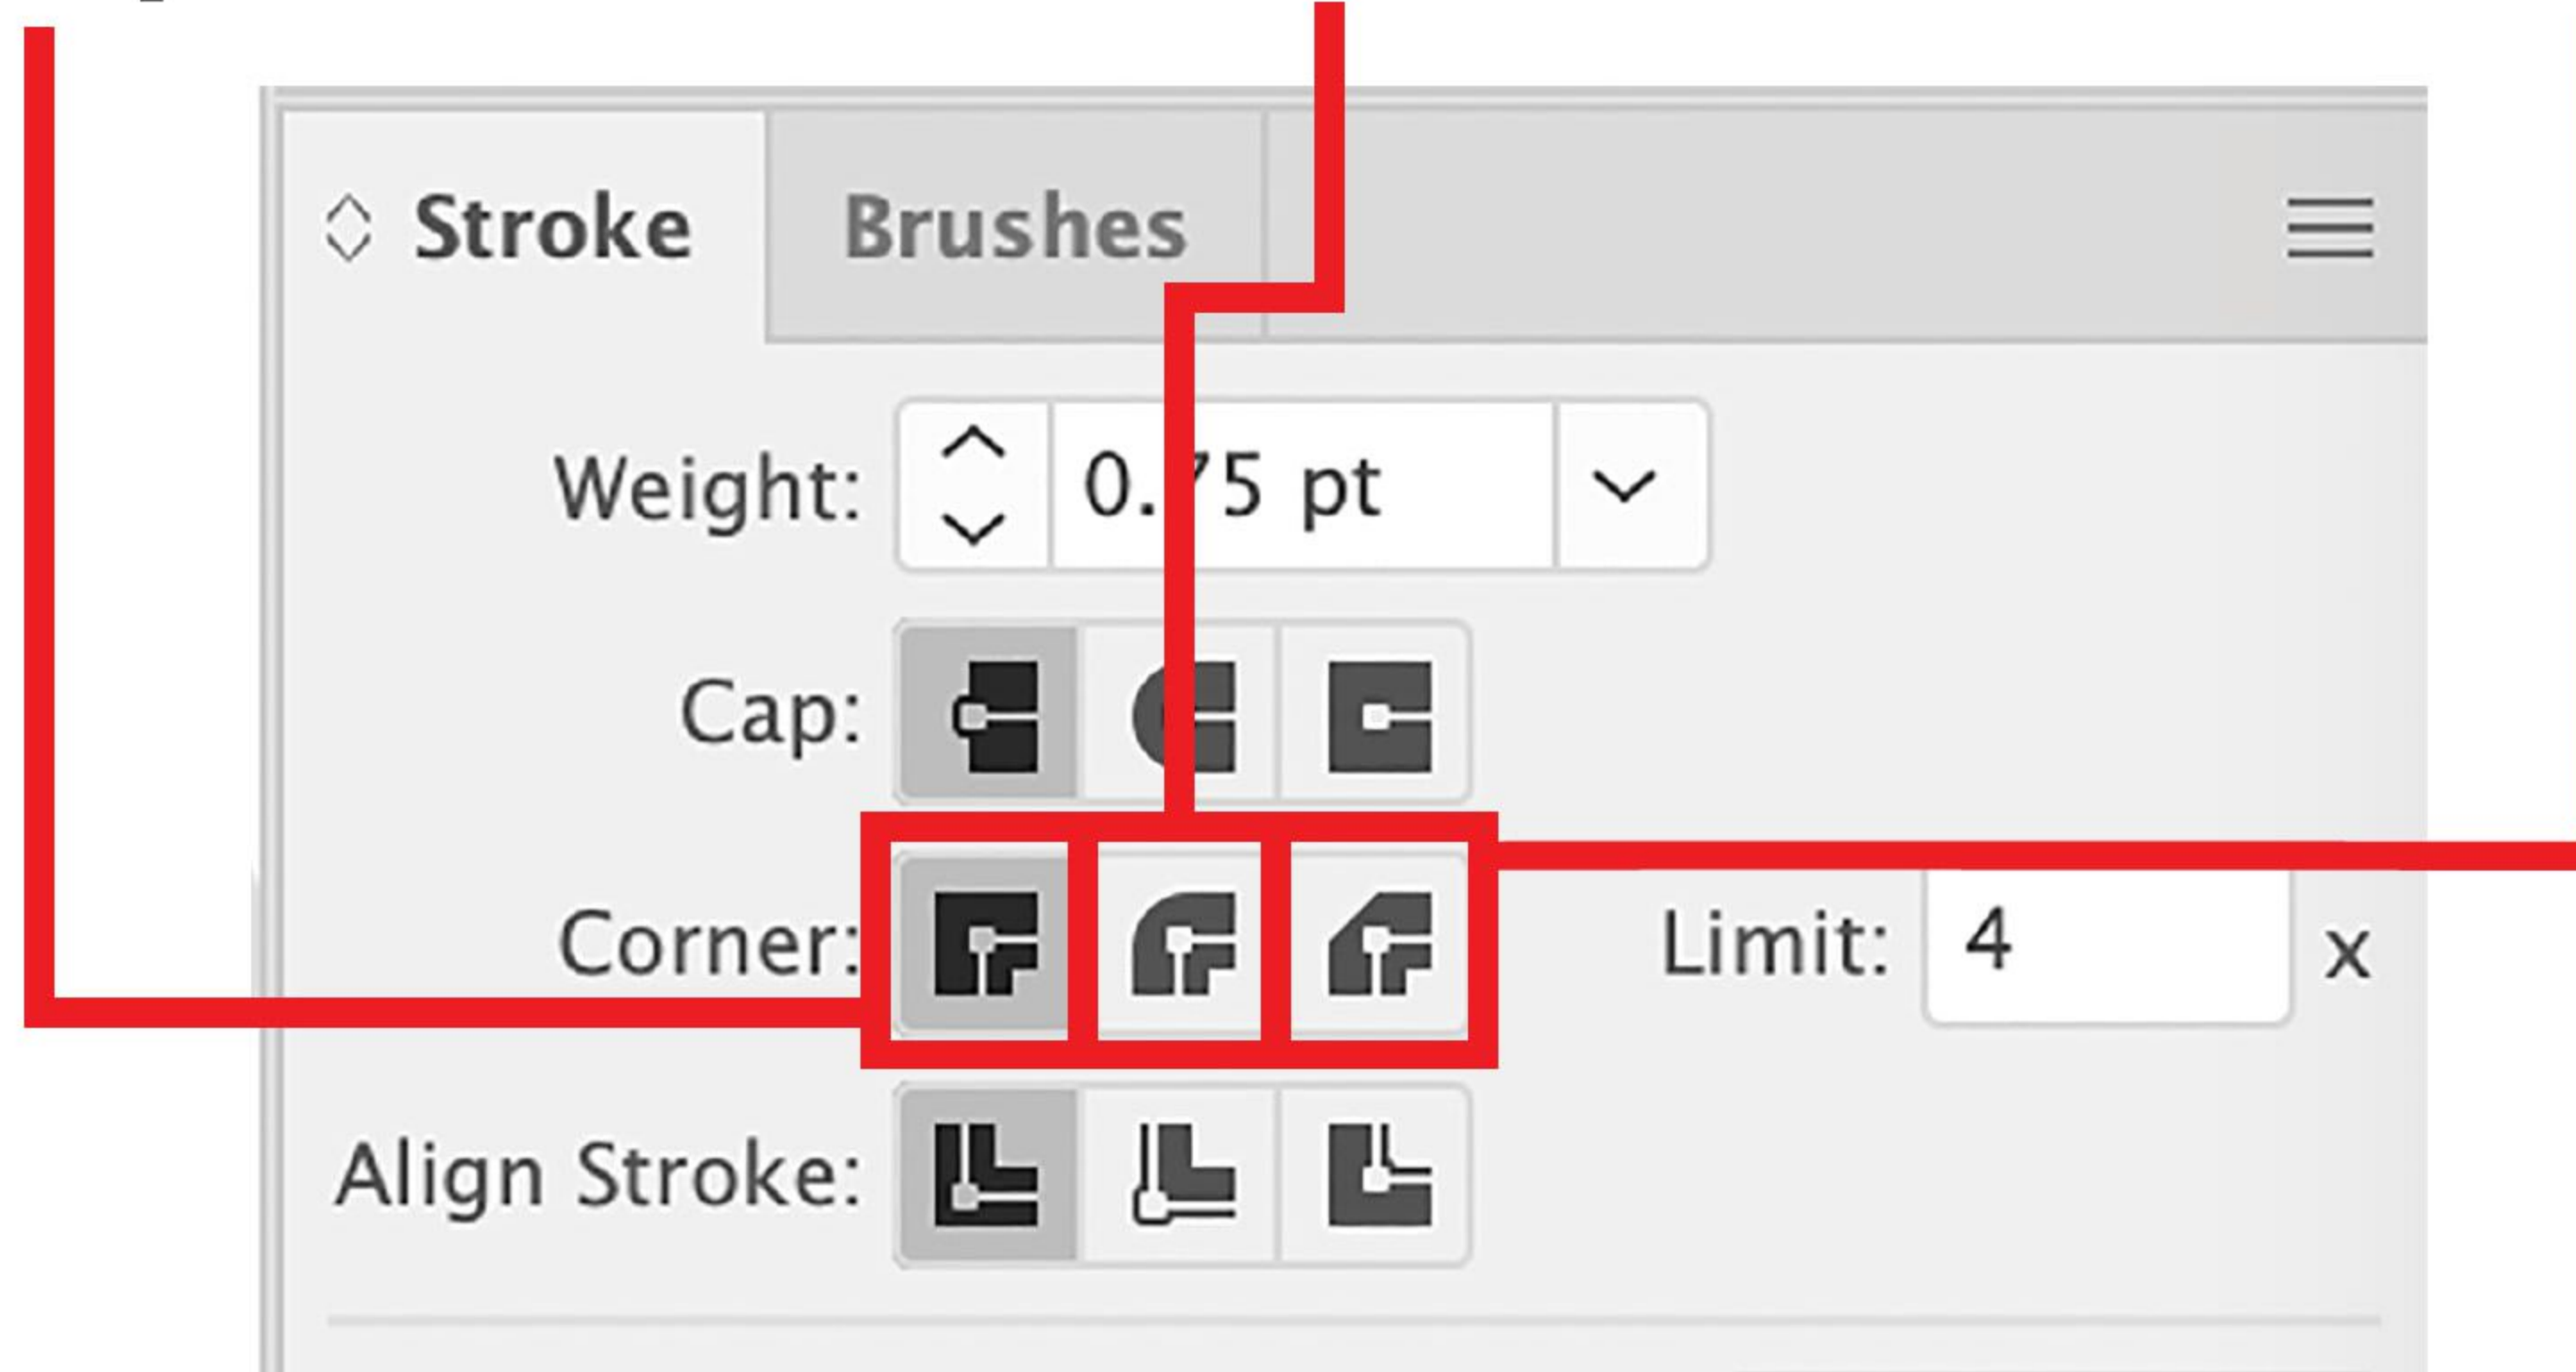 Stroke Brushes
Weight: 0.75 pt
Cap:
Corner: Limit: 4 x
Align Stroke: